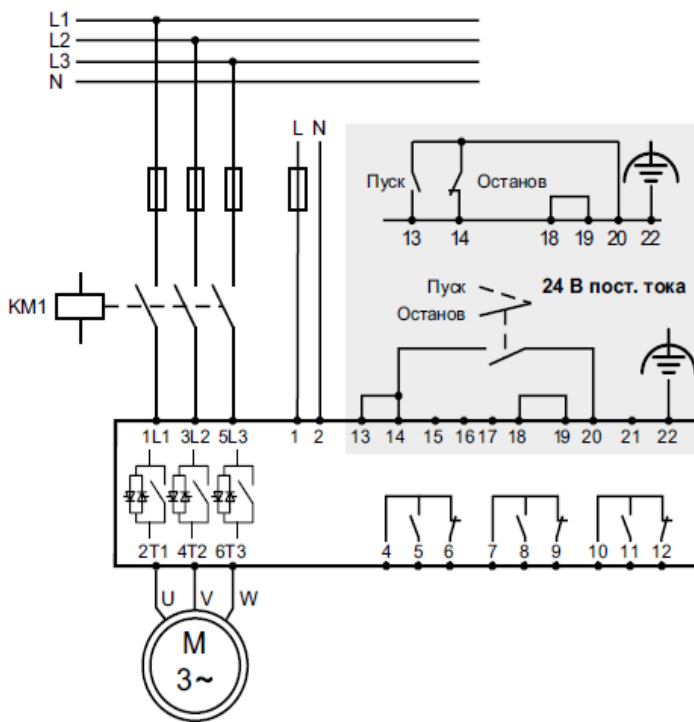 L1
L2
L3
N
L N
Пуск
Останов
13 14 18 19 20 22
Пуск
24 В пост. тока
Останов
KM1
1L1 3L2 5L3 1 2 13 14 15 16 17 18 19 20 21 22
2T1 4T2 6T3 4 5 6 7 8 9 10 11 12
U V W
M
3~